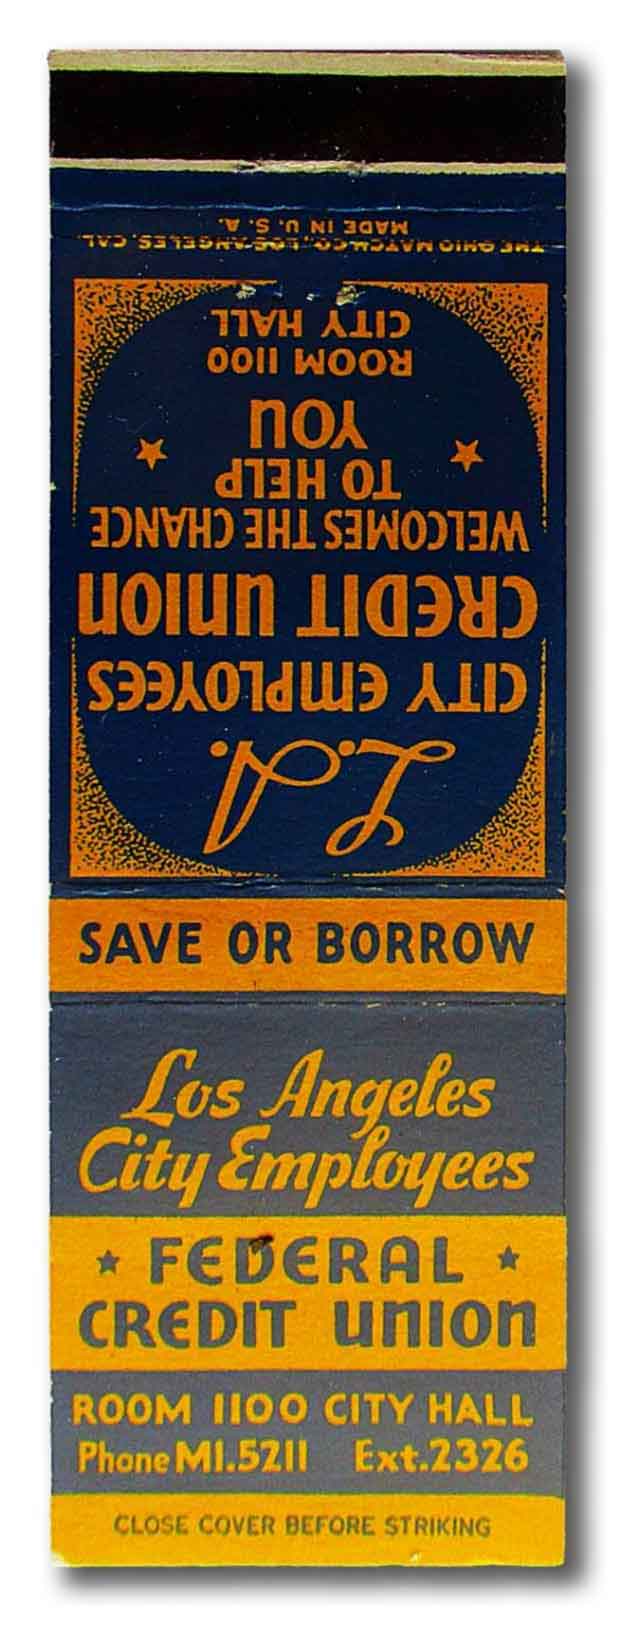 L.A.
CITY EMPLOYEES
CREDIT UNION
WELCOMES THE CHANCE
TO HELP
YOU
ROOM 1100
CITY HALL
THE OHIO MATCH CO., LOS ANGELES, CAL
MADE IN U. S. A.
SAVE OR BORROW
Los Angeles
City Employees
FEDERAL
CREDIT UNION
ROOM 1100 CITY HALL
Phone MI.5211 Ext.2326
CLOSE COVER BEFORE STRIKING